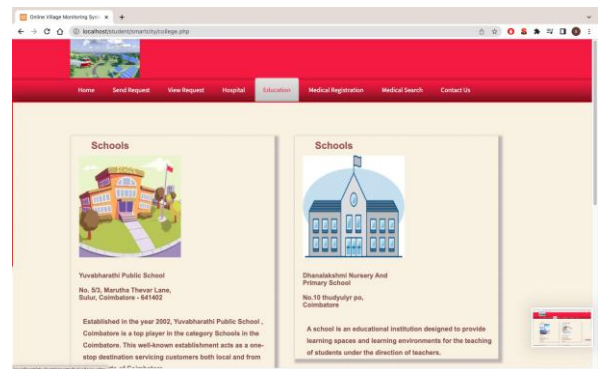 Online Village Monitoring Syste
localhost/student/smartcity/college.php
Home Send Request View Request Hospital Education Medical Registration Medical Search Contact Us
Schools
Yuvabharathi Public School
No. 5/3, Marutha Thevar Lane,
Sulur, Coimbatore - 641402
Established in the year 2002, Yuvabharathi Public School ,
Coimbatore is a top player in the category Schools in the
Coimbatore. This well-known establishment acts as a one-
stop destination servicing customers both local and from
of Coimbatore
Schools
Dhanalakshmi Nursery And
Primary School
No.10 thudyulyr po,
Coimbatore
A school is an educational institution designed to provide
learning spaces and learning environments for the teaching
of students under the direction of teachers.